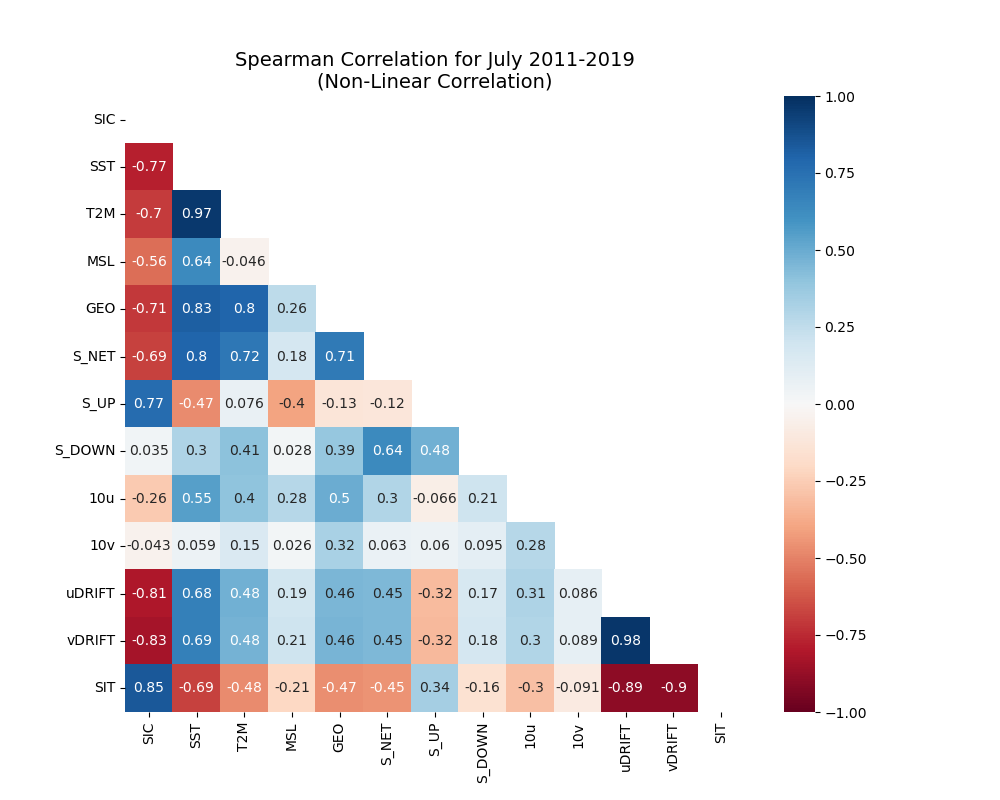 Spearman Correlation for July 2011-2019
(Non-Linear Correlation)
1.00
SIC
SST -0.77
0.75
T2M -0.7 0.97
MSL -0.56 0.64 -0.046
0.50
GEO -0.71 0.83 0.8 0.26
0.25
S_NET -0.69 0.8 0.72 0.18 0.71
S_UP 0.77 -0.47 0.076 -0.4 -0.13 -0.12
0.00
S_DOWN 0.035 0.3 0.41 0.028 0.39 0.64 0.48
−0.25
10u -0.26 0.55 0.4 0.28 0.5 0.3 -0.066 0.21
10v -0.043 0.059 0.15 0.026 0.32 0.063 0.06 0.095 0.28
−0.50
uDRIFT -0.81 0.68 0.48 0.19 0.46 0.45 -0.32 0.17 0.31 0.086
vDRIFT -0.83 0.69 0.48 0.21 0.46 0.45 -0.32 0.18 0.3 0.089 0.98
−0.75
SIT 0.85 -0.69 -0.48 -0.21 -0.47 -0.45 0.34 -0.16 -0.3 -0.091 -0.89 -0.9
−1.00
SIC SST T2M MSL GEO S_NET S_UP S_DOWN 10u 10v uDRIFT vDRIFT SIT